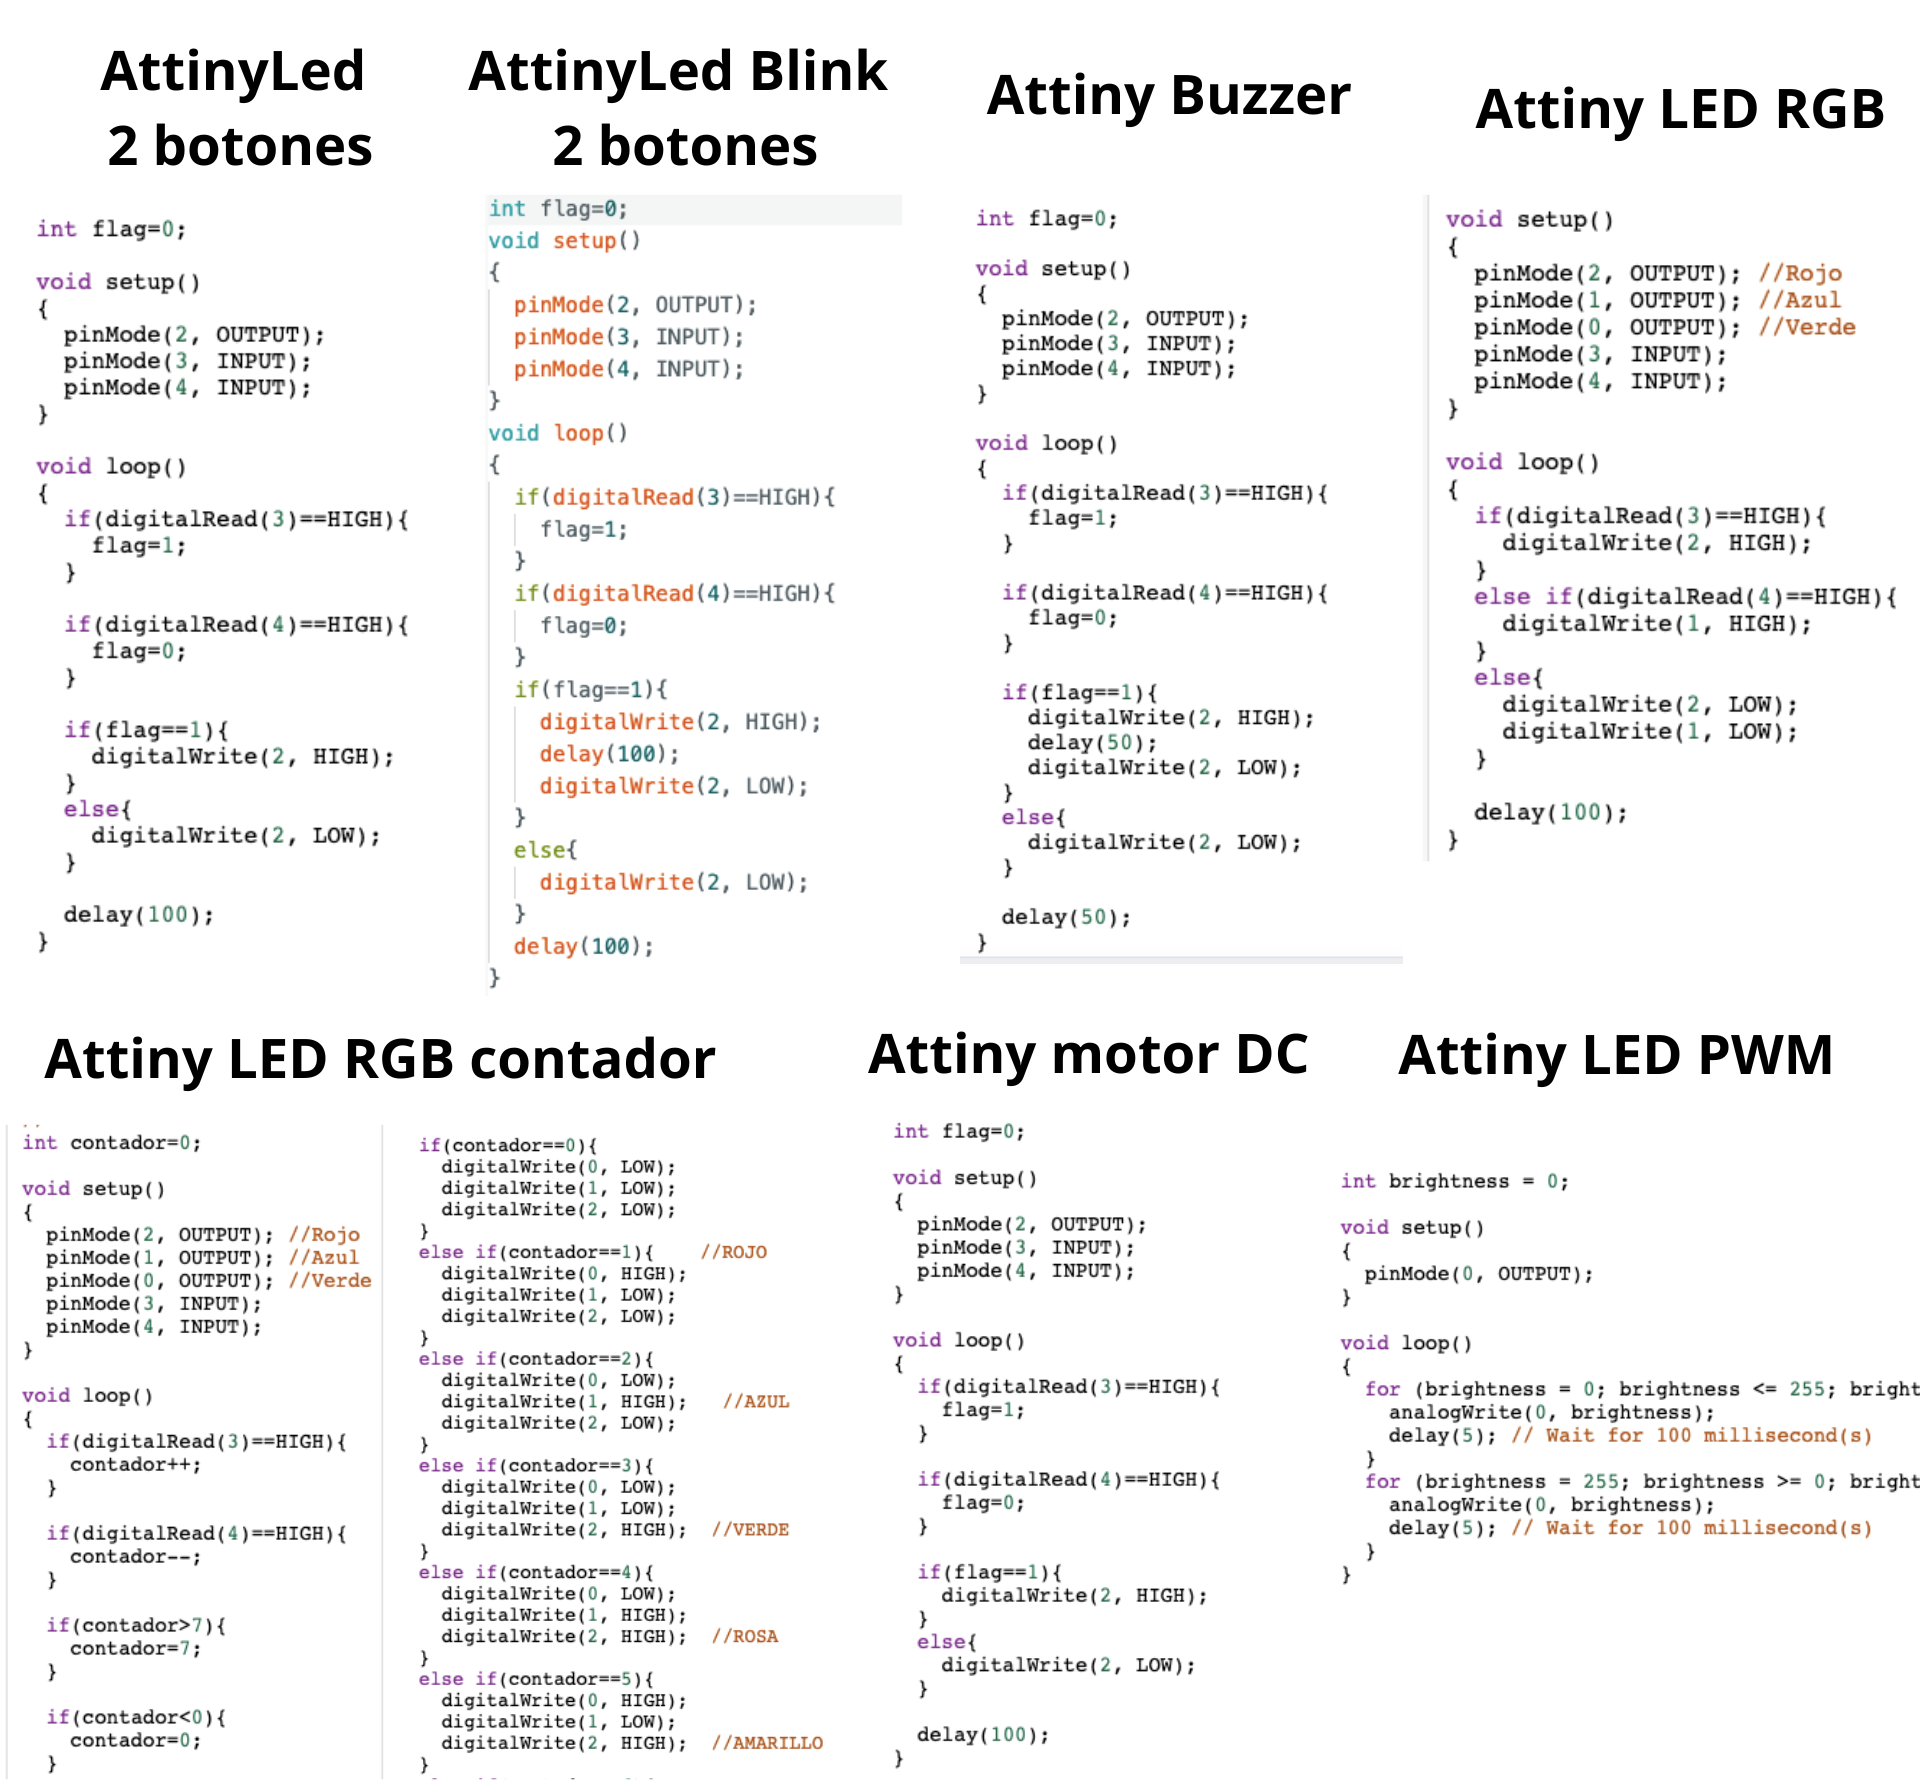 AttinyLed
2 botones
int flag=0;
void setup()
{
pinMode(2, OUTPUT);
pinMode(3, INPUT);
pinMode(4, INPUT);
}
void loop()
{
if(digitalRead(3)==HIGH){
flag=1;
}
if(digitalRead(4)==HIGH){
flag=0;
}
if(flag==1){
digitalWrite(2, HIGH);
}
else{
digitalWrite(2, LOW);
}
delay(100);
}
AttinyLed Blink
2 botones
int flag=0;
void setup()
{
pinMode(2, OUTPUT);
pinMode(3, INPUT);
pinMode(4, INPUT);
}
void loop()
{
if(digitalRead(3)==HIGH){
flag=1;
}
if(digitalRead(4)==HIGH){
flag=0;
}
if(flag==1){
digitalWrite(2, HIGH);
delay(100);
digitalWrite(2, LOW);
}
else{
digitalWrite(2, LOW);
}
delay(100);
}
Attiny Buzzer
int flag=0;
void setup()
{
pinMode(2, OUTPUT);
pinMode(3, INPUT);
pinMode(4, INPUT);
}
void loop()
{
if(digitalRead(3)==HIGH){
flag=1;
}
if(digitalRead(4)==HIGH){
flag=0;
}
if(flag==1){
digitalWrite(2, HIGH);
delay(50);
digitalWrite(2, LOW);
}
else{
digitalWrite(2, LOW);
}
delay(50);
}
Attiny LED RGB
void setup()
{
pinMode(2, OUTPUT); //Rojo
pinMode(1, OUTPUT); //Azul
pinMode(0, OUTPUT); //Verde
pinMode(3, INPUT);
pinMode(4, INPUT);
}
void loop()
{
if(digitalRead(3)==HIGH){
digitalWrite(2, HIGH);
}
else if(digitalRead(4)==HIGH){
digitalWrite(1, HIGH);
}
else{
digitalWrite(2, LOW);
digitalWrite(1, LOW);
}
delay(100);
}
Attiny LED RGB contador
int contador=0;
void setup()
{
pinMode(2, OUTPUT); //Rojo
pinMode(1, OUTPUT); //Azul
pinMode(0, OUTPUT); //Verde
pinMode(3, INPUT);
pinMode(4, INPUT);
}
void loop()
{
if(digitalRead(3)==HIGH){
contador++;
}
if(digitalRead(4)==HIGH){
contador--;
}
if(contador>7){
contador=7;
}
if(contador<0){
contador=0;
}
if(contador==0){
digitalWrite(0, LOW);
digitalWrite(1, LOW);
digitalWrite(2, LOW);
}
else if(contador==1){ //ROJO
digitalWrite(0, HIGH);
digitalWrite(1, LOW);
digitalWrite(2, LOW);
}
else if(contador==2){
digitalWrite(0, LOW);
digitalWrite(1, HIGH); //AZUL
digitalWrite(2, LOW);
}
else if(contador==3){
digitalWrite(0, LOW);
digitalWrite(1, LOW);
digitalWrite(2, HIGH); //VERDE
}
else if(contador==4){
digitalWrite(0, LOW);
digitalWrite(1, HIGH);
digitalWrite(2, HIGH); //ROSA
}
else if(contador==5){
digitalWrite(0, HIGH);
digitalWrite(1, LOW);
digitalWrite(2, HIGH); //AMARILLO
}
Attiny motor DC
int flag=0;
void setup()
{
pinMode(2, OUTPUT);
pinMode(3, INPUT);
pinMode(4, INPUT);
}
void loop()
{
if(digitalRead(3)==HIGH){
flag=1;
}
if(digitalRead(4)==HIGH){
flag=0;
}
if(flag==1){
digitalWrite(2, HIGH);
}
else{
digitalWrite(2, LOW);
}
delay(100);
}
Attiny LED PWM
int brightness = 0;
void setup()
{
pinMode(0, OUTPUT);
}
void loop()
{
for (brightness = 0; brightness <= 255; bright
analogWrite(0, brightness);
delay(5); // Wait for 100 millisecond(s)
}
for (brightness = 255; brightness >= 0; bright
analogWrite(0, brightness);
delay(5); // Wait for 100 millisecond(s)
}
}